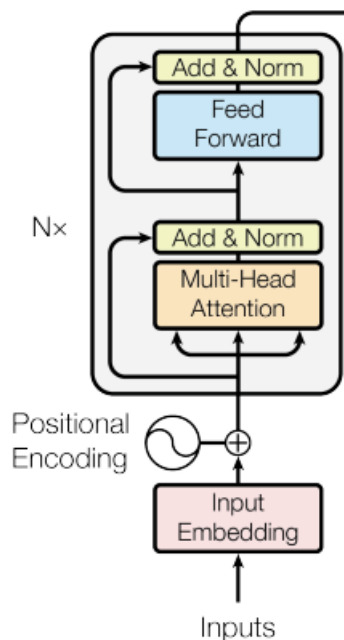 Add & Norm
Feed
Forward
N×
Add & Norm
Multi-Head
Attention
Positional
Encoding
Input
Embedding
Inputs